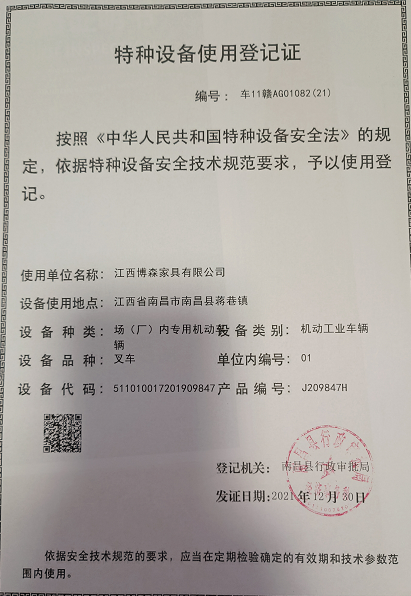 特种设备使用登记证
编号： 车11赣AG01082(21)
按照《中华人民共和国特种设备安全法》的规
定，依据特种设备安全技术规范要求，予以使用登
记。
使用单位名称： 江西博森家具有限公司
设备使用地点： 江西省南昌市南昌县蒋巷镇
设备种类： 场（厂）内专用机动车 设备类别： 机动工业车辆
辆
设备品种： 叉车 单位内编号： 01
设备代码： 511010017201909847 产品编号： J209847H
登记机关： 南昌县行政审批局
发证日期： 2021年12月30日
依据安全技术规范的要求，应当在定期检验确定的有效期和技术参数范
围内使用。